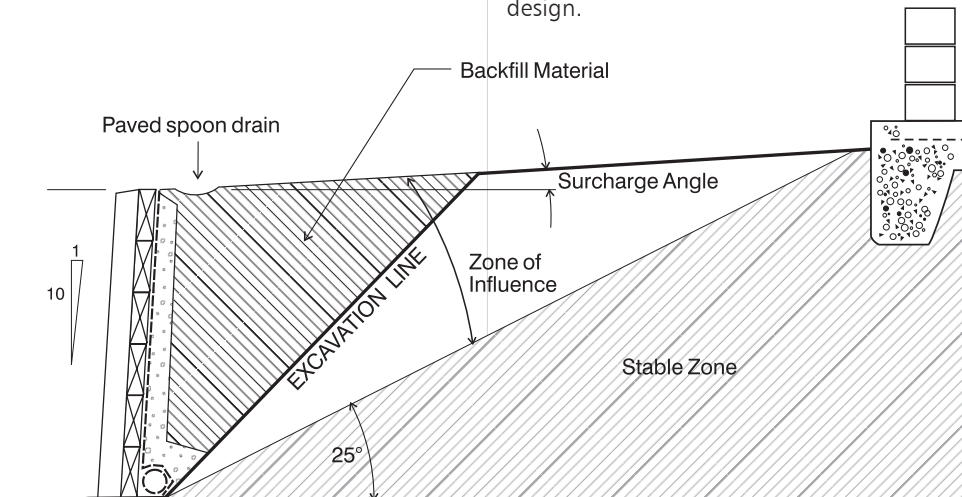 design.
Backfill Material
Paved spoon drain
Surcharge Angle
1
10
Zone of
Influence
EXCAVATION LINE
Stable Zone
25°